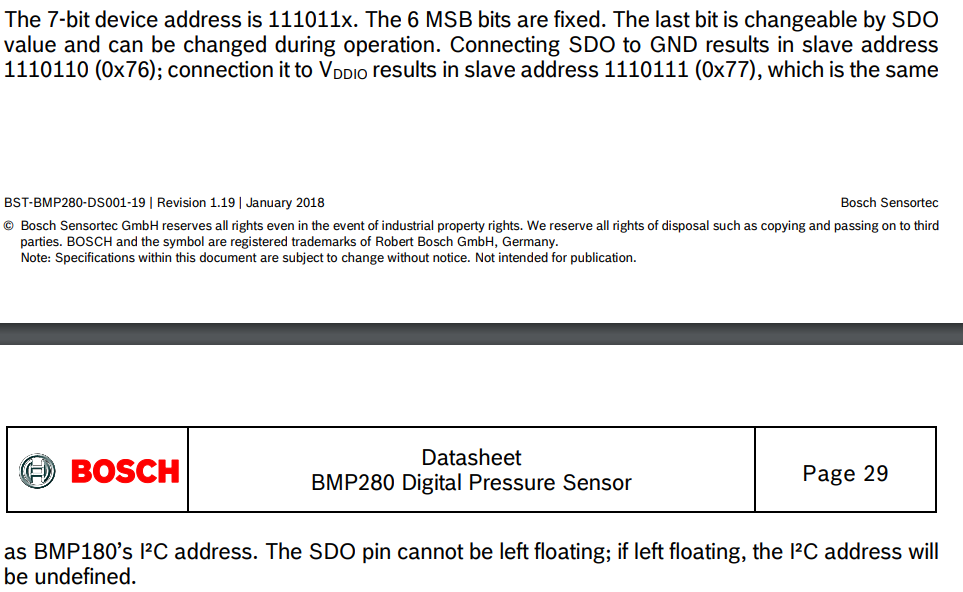 The 7-bit device address is 111011x. The 6 MSB bits are fixed. The last bit is changeable by SDO
value and can be changed during operation. Connecting SDO to GND results in slave address
1110110 (0x76); connection it to VDDIO results in slave address 1110111 (0x77), which is the same
BST-BMP280-DS001-19 | Revision 1.19 | January 2018 Bosch Sensortec
© Bosch Sensortec GmbH reserves all rights even in the event of industrial property rights. We reserve all rights of disposal such as copying and passing on to third
parties. BOSCH and the symbol are registered trademarks of Robert Bosch GmbH, Germany.
Note: Specifications within this document are subject to change without notice. Not intended for publication.
BOSCH
Datasheet
BMP280 Digital Pressure Sensor
Page 29
as BMP180’s I²C address. The SDO pin cannot be left floating; if left floating, the I²C address will
be undefined.